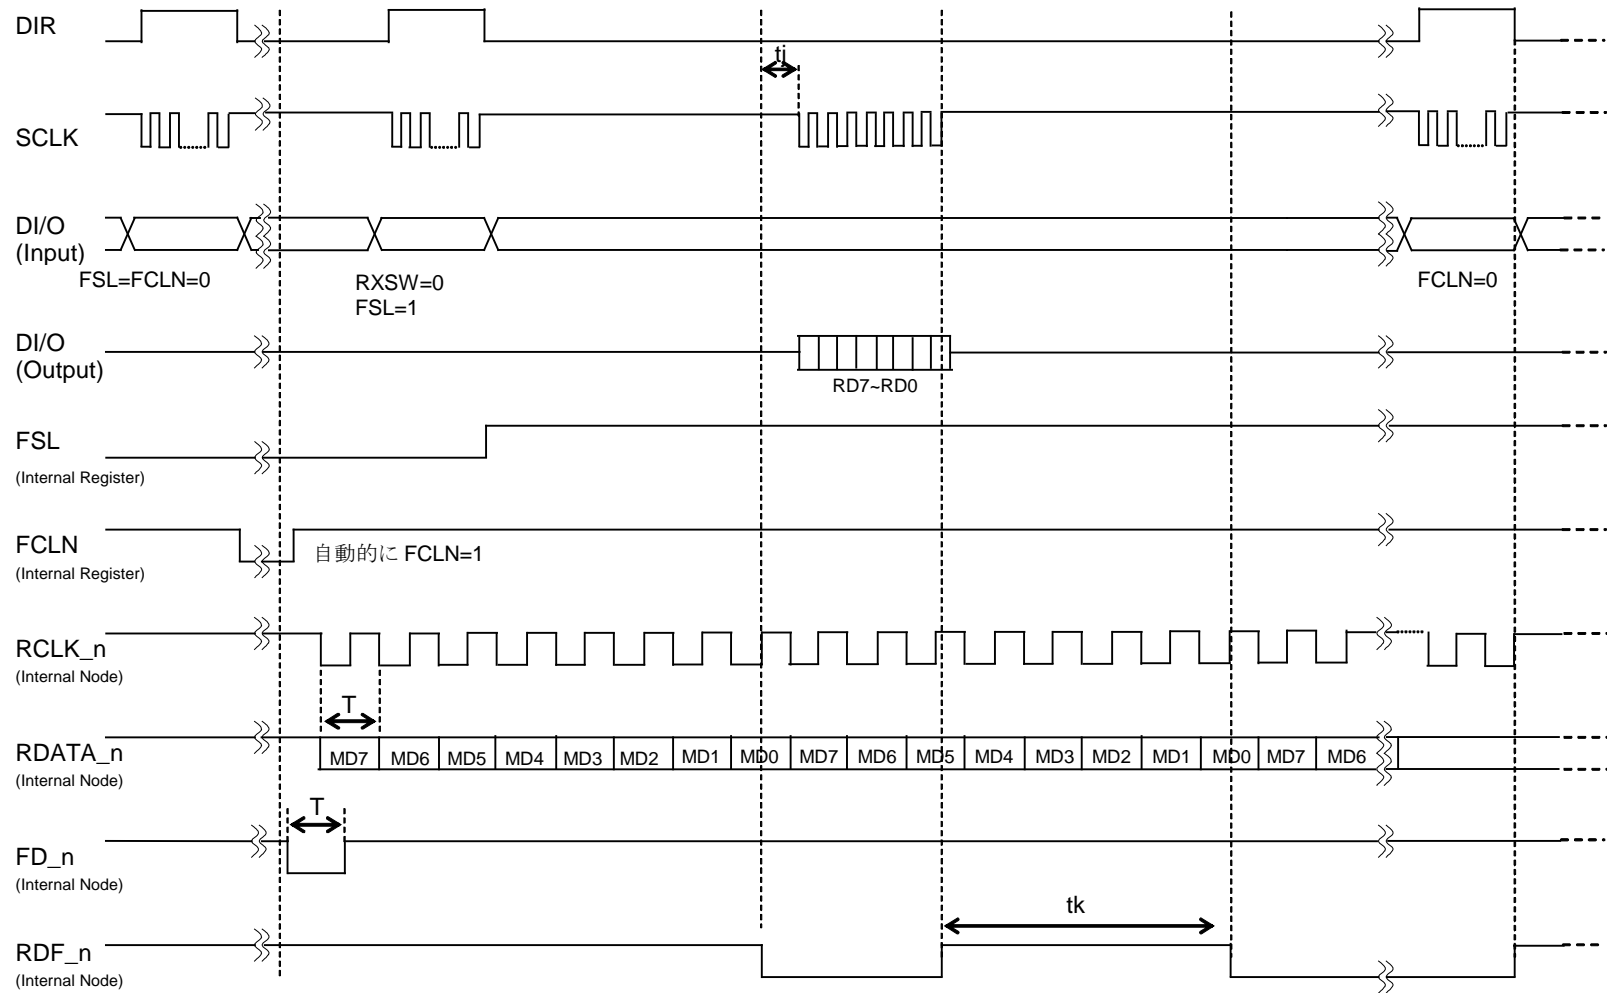 DIR
tj
SCLK
DI/O
(Input)
FSL=FCLN=0
RXSW=0
FSL=1
FCLN=0
DI/O
(Output)
RD7~RD0
FSL
(Internal Register)
FCLN
(Internal Register)
自動的に FCLN=1
RCLK_n
(Internal Node)
T
RDATA_n
(Internal Node)
MD7 MD6 MD5 MD4 MD3 MD2 MD1 MD0 MD7 MD6 MD5 MD4 MD3 MD2 MD1 MD0 MD7 MD6
T
FD_n
(Internal Node)
tk
RDF_n
(Internal Node)